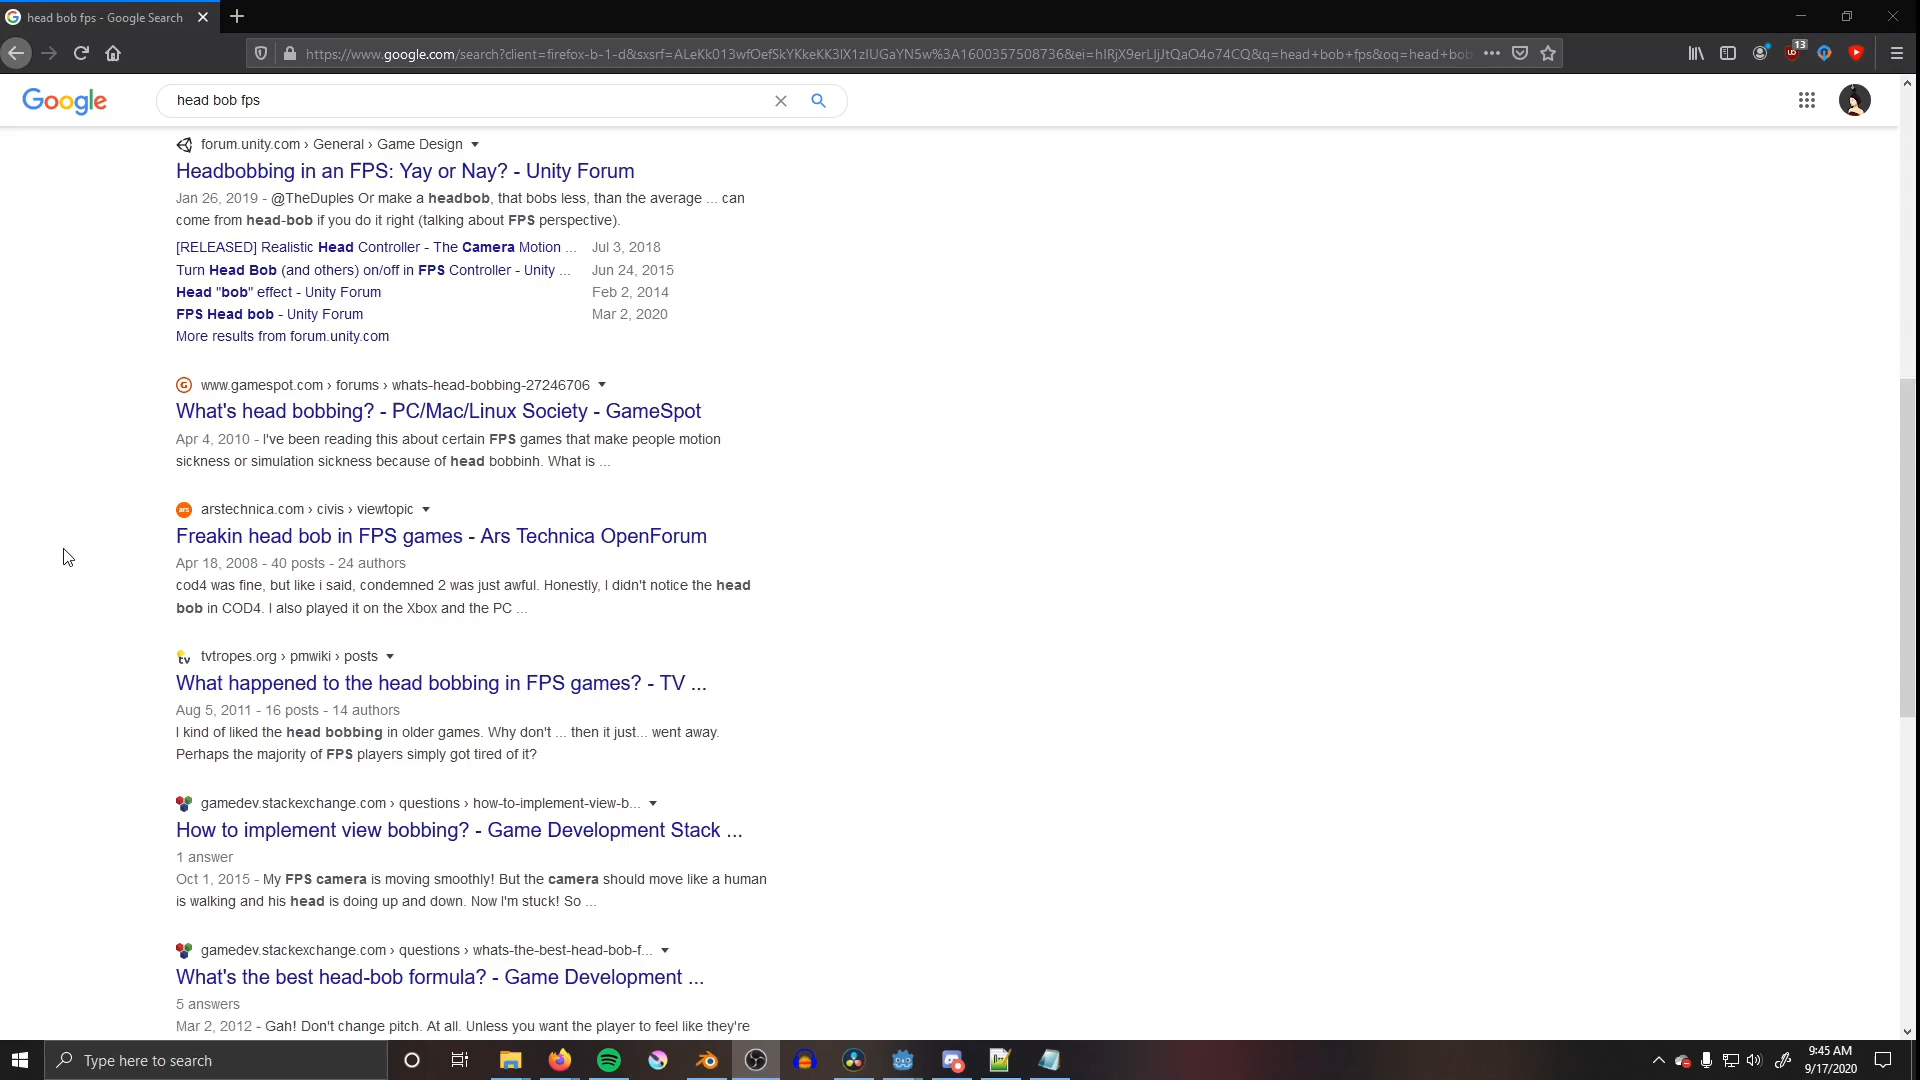 head bob fps - Google Search
https://www.google.com/search?client=firefox-b-1-d&sxsrf=ALeKk013wfOefSkYKkeKK3lX1zIUGaYN5w%3A1600357508736&ei=hIRjX9erLIjJtQaO4o74CQ&q=head+bob+fps&oq=head+bob
13
Google
head bob fps
forum.unity.com › General › Game Design
Headbobbing in an FPS: Yay or Nay? - Unity Forum
Jan 26, 2019 - @TheDuples Or make a headbob, that bobs less, than the average ... can
come from head-bob if you do it right (talking about FPS perspective).
[RELEASED] Realistic Head Controller - The Camera Motion ... Jul 3, 2018
Turn Head Bob (and others) on/off in FPS Controller - Unity ... Jun 24, 2015
Head "bob" effect - Unity Forum Feb 2, 2014
FPS Head bob - Unity Forum Mar 2, 2020
More results from forum.unity.com
www.gamespot.com › forums › whats-head-bobbing-27246706
What's head bobbing? - PC/Mac/Linux Society - GameSpot
Apr 4, 2010 - I've been reading this about certain FPS games that make people motion
sickness or simulation sickness because of head bobbinh. What is ...
ars arstechnica.com › civis › viewtopic
Freakin head bob in FPS games - Ars Technica OpenForum
Apr 18, 2008 - 40 posts - 24 authors
cod4 was fine, but like i said, condemned 2 was just awful. Honestly, I didn't notice the head
bob in COD4. I also played it on the Xbox and the PC ...
tv tvtropes.org › pmwiki › posts
What happened to the head bobbing in FPS games? - TV ...
Aug 5, 2011 - 16 posts - 14 authors
I kind of liked the head bobbing in older games. Why don't ... then it just... went away.
Perhaps the majority of FPS players simply got tired of it?
gamedev.stackexchange.com › questions › how-to-implement-view-b...
How to implement view bobbing? - Game Development Stack ...
1 answer
Oct 1, 2015 - My FPS camera is moving smoothly! But the camera should move like a human
is walking and his head is doing up and down. Now I'm stuck! So ...
gamedev.stackexchange.com › questions › whats-the-best-head-bob-f...
What's the best head-bob formula? - Game Development ...
5 answers
Mar 2, 2012 - Gah! Don't change pitch. At all. Unless you want the player to feel like they're
Type here to search
9:45 AM
9/17/2020